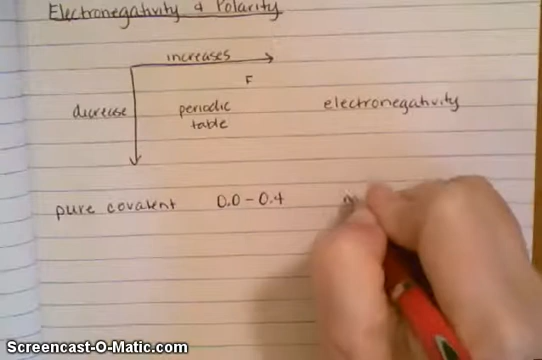 Electronegativity & Polarity
increases
F
decrease
periodic
table
electronegativity
pure covalent 0.0 - 0.4
Screencast-O-Matic.com